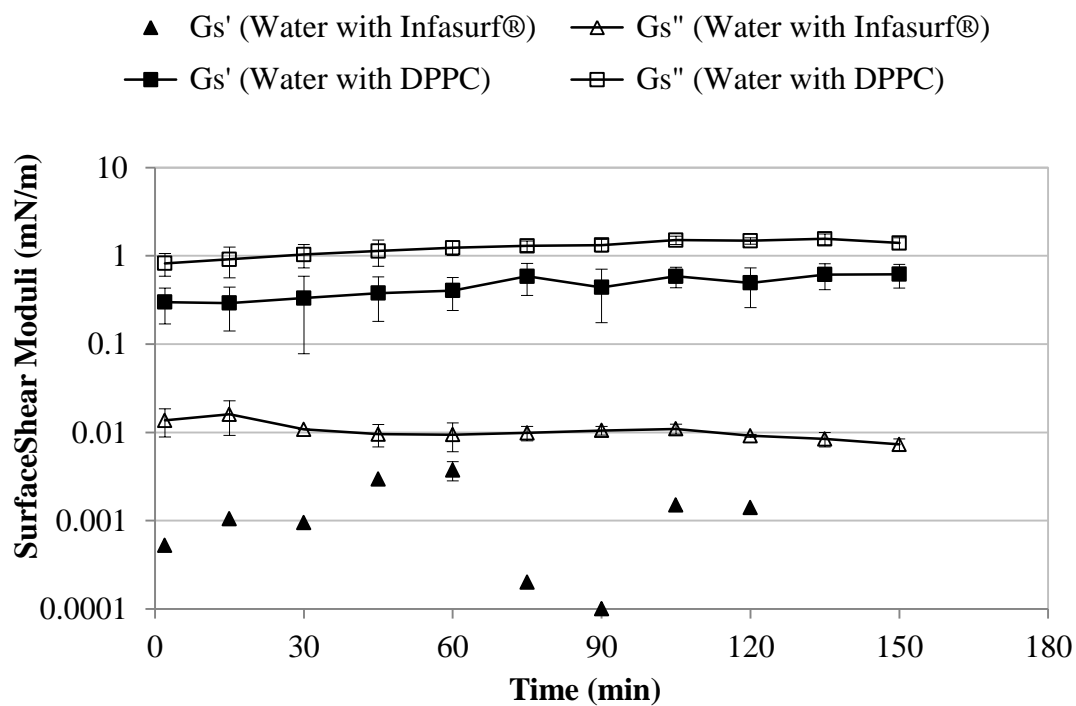 Gs' (Water with Infasurf®) Gs" (Water with Infasurf®)
Gs' (Water with DPPC) Gs" (Water with DPPC)
SurfaceShear Moduli (mN/m)
10
1
0.1
0.01
0.001
0.0001
0 30 60 90 120 150 180
Time (min)